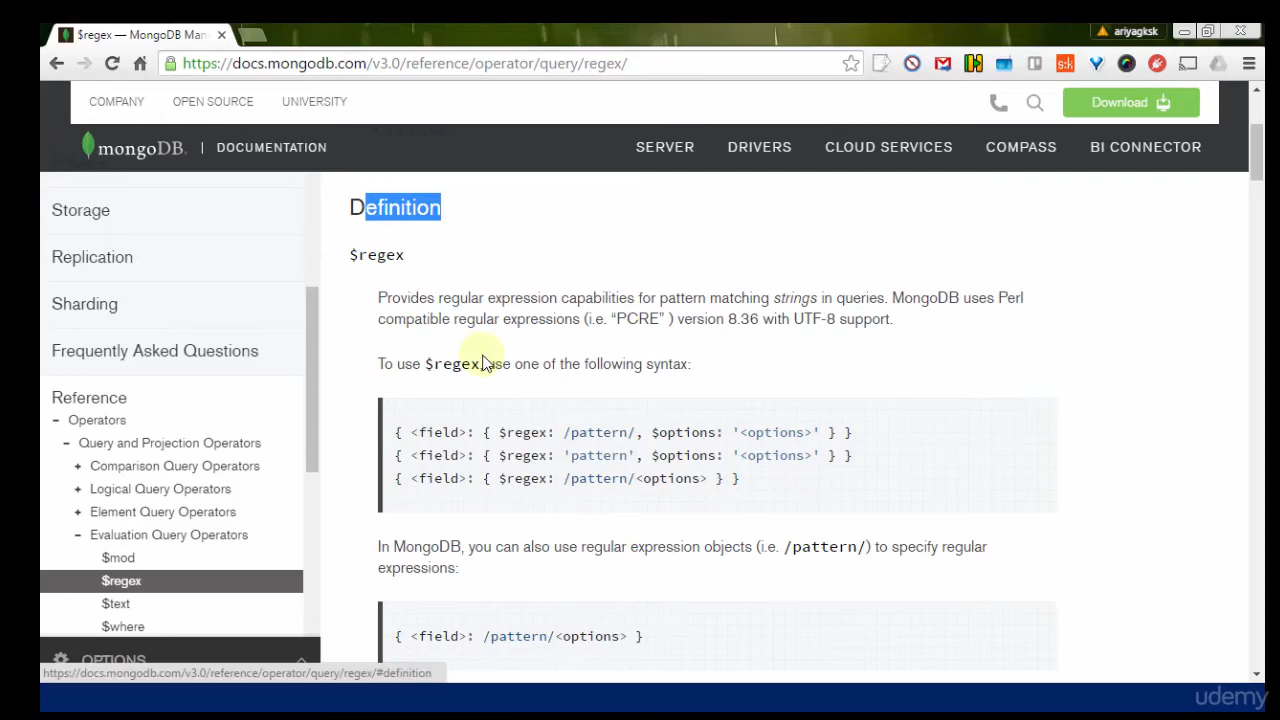 $regex — MongoDB Man
ariyagksk
https://docs.mongodb.com/v3.0/reference/operator/query/regex/
COMPANY OPEN SOURCE UNIVERSITY
Download
mongoDB. | DOCUMENTATION
SERVER DRIVERS CLOUD SERVICES COMPASS BI CONNECTOR
Storage
Replication
Sharding
Frequently Asked Questions
Reference
− Operators
− Query and Projection Operators
+ Comparison Query Operators
+ Logical Query Operators
+ Element Query Operators
− Evaluation Query Operators
$mod
$regex
$text
$where
OPTIONS
Definition
$regex
Provides regular expression capabilities for pattern matching strings in queries. MongoDB uses Perl
compatible regular expressions (i.e. “PCRE” ) version 8.36 with UTF-8 support.
To use $regex, use one of the following syntax:
{ <field>: { $regex: /pattern/, $options: '<options>' } }
{ <field>: { $regex: 'pattern', $options: '<options>' } }
{ <field>: { $regex: /pattern/<options> } }
In MongoDB, you can also use regular expression objects (i.e. /pattern/) to specify regular
expressions:
{ <field>: /pattern/<options> }
https://docs.mongodb.com/v3.0/reference/operator/query/regex/#definition
udemy